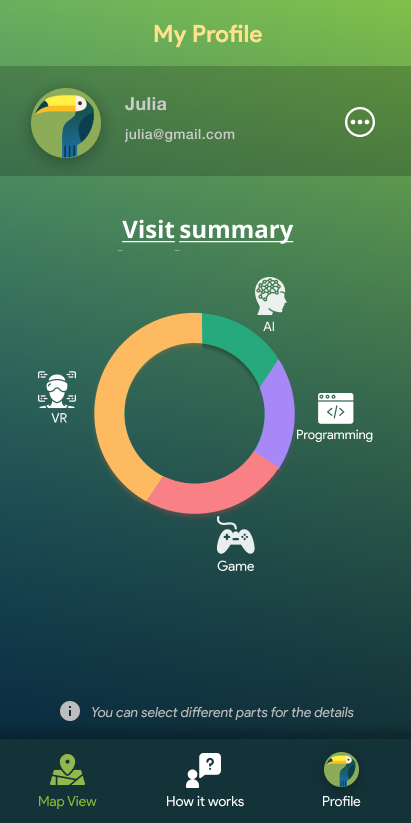 My Profile
Julia
julia@gmail.com
Visit summary
AI
VR
Programming
Game
You can select different parts for the details
Map View
How it works
Profile